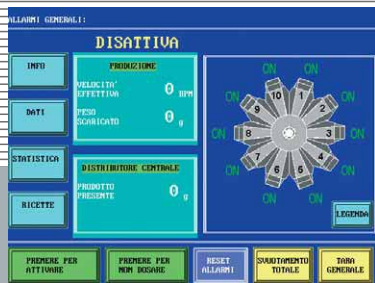 ALLARMI GENERALI:
DISATTIVA
INFO
DATI
STATISTICA
RICETTE
PRODUZIONE
VELOCITA'
EFFETTIVA 0 BPM
PESO
SCARICATO 0 g
DISTRIBUTORE CENTRALE
PRODOTTO
PRESENTE 0 g
ON ON
ON 10 1 ON
9 2
ON 8 3 ON
7 4
ON 6 5 ON
ON ON
LEGENDA
PREMERE PER
ATTIVARE
PREMERE PER
NON DOSARE
RESET
ALLARMI
SVUOTAMENTO
TOTALE
TARA
GENERALE